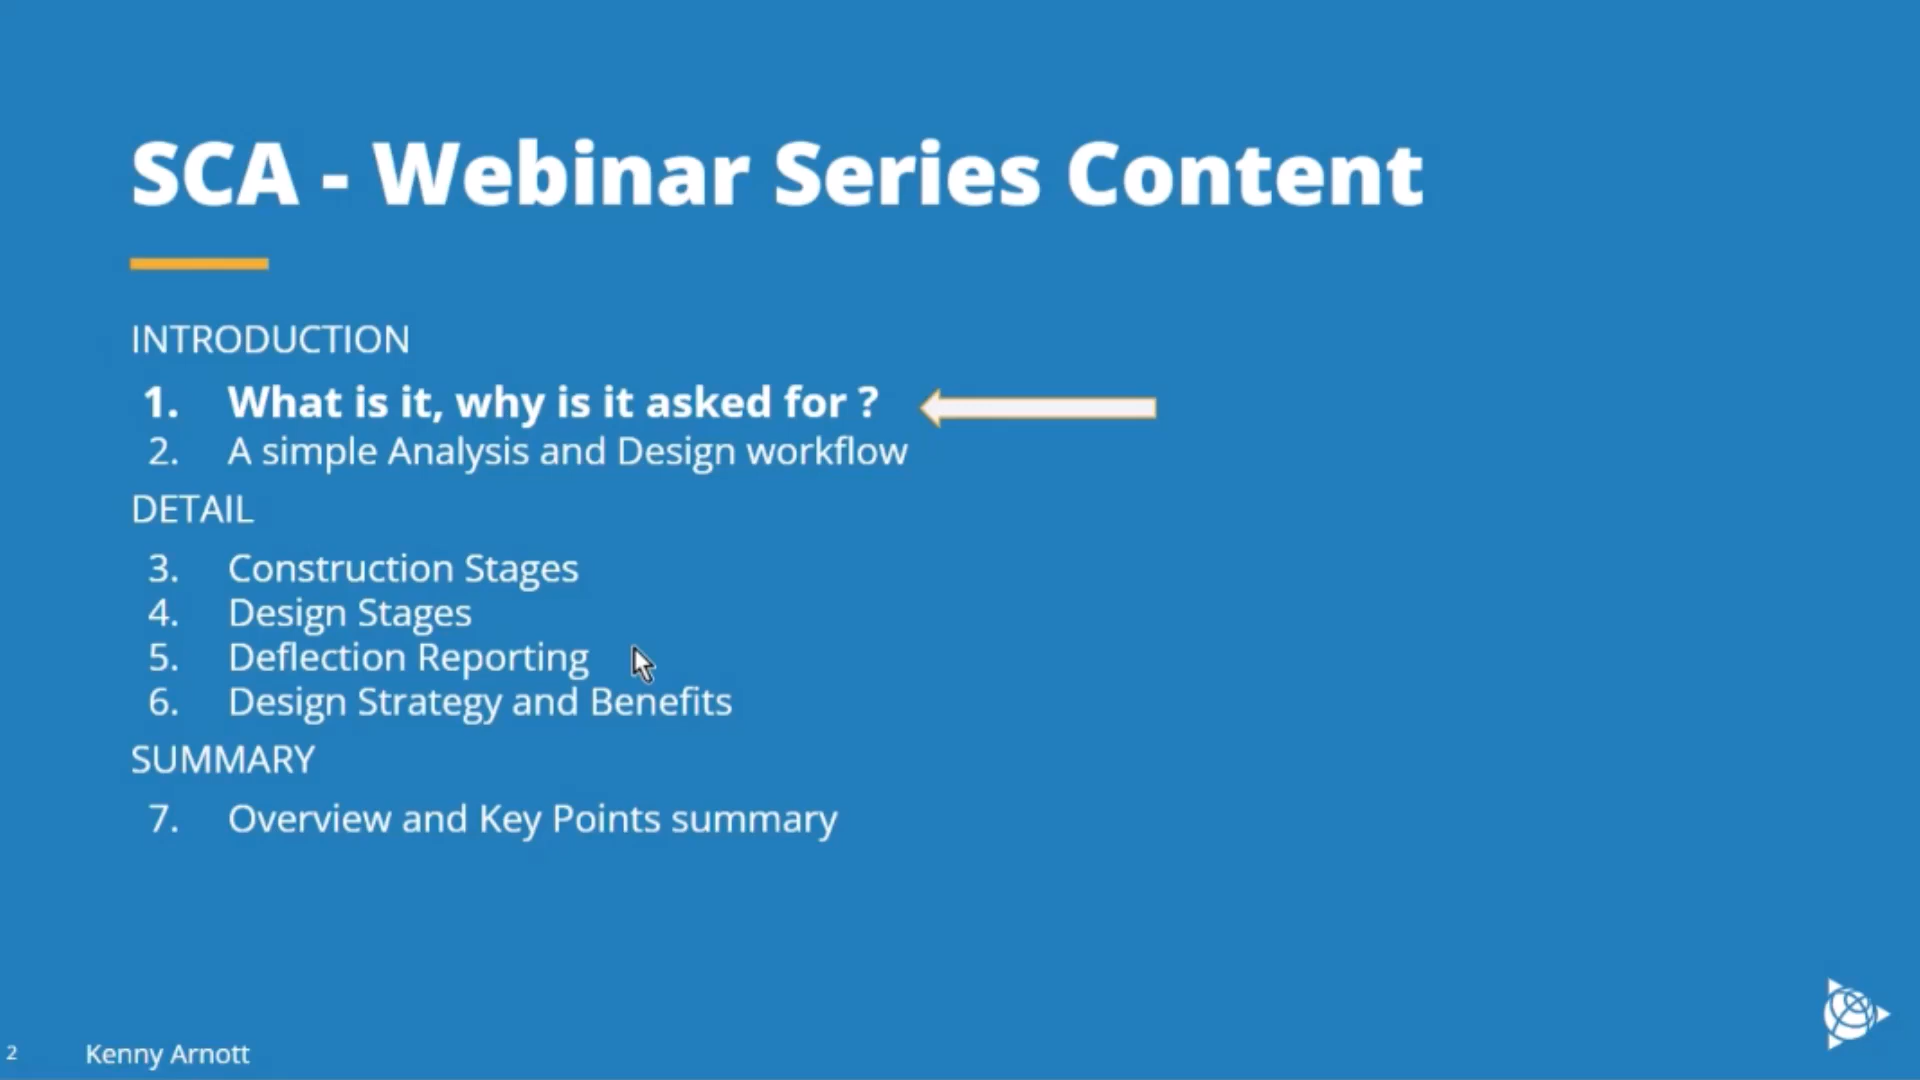 SCA - Webinar Series Content
INTRODUCTION
1. What is it, why is it asked for ?
2. A simple Analysis and Design workflow
DETAIL
3. Construction Stages
4. Design Stages
5. Deflection Reporting
6. Design Strategy and Benefits
SUMMARY
7. Overview and Key Points summary
2 Kenny Arnott